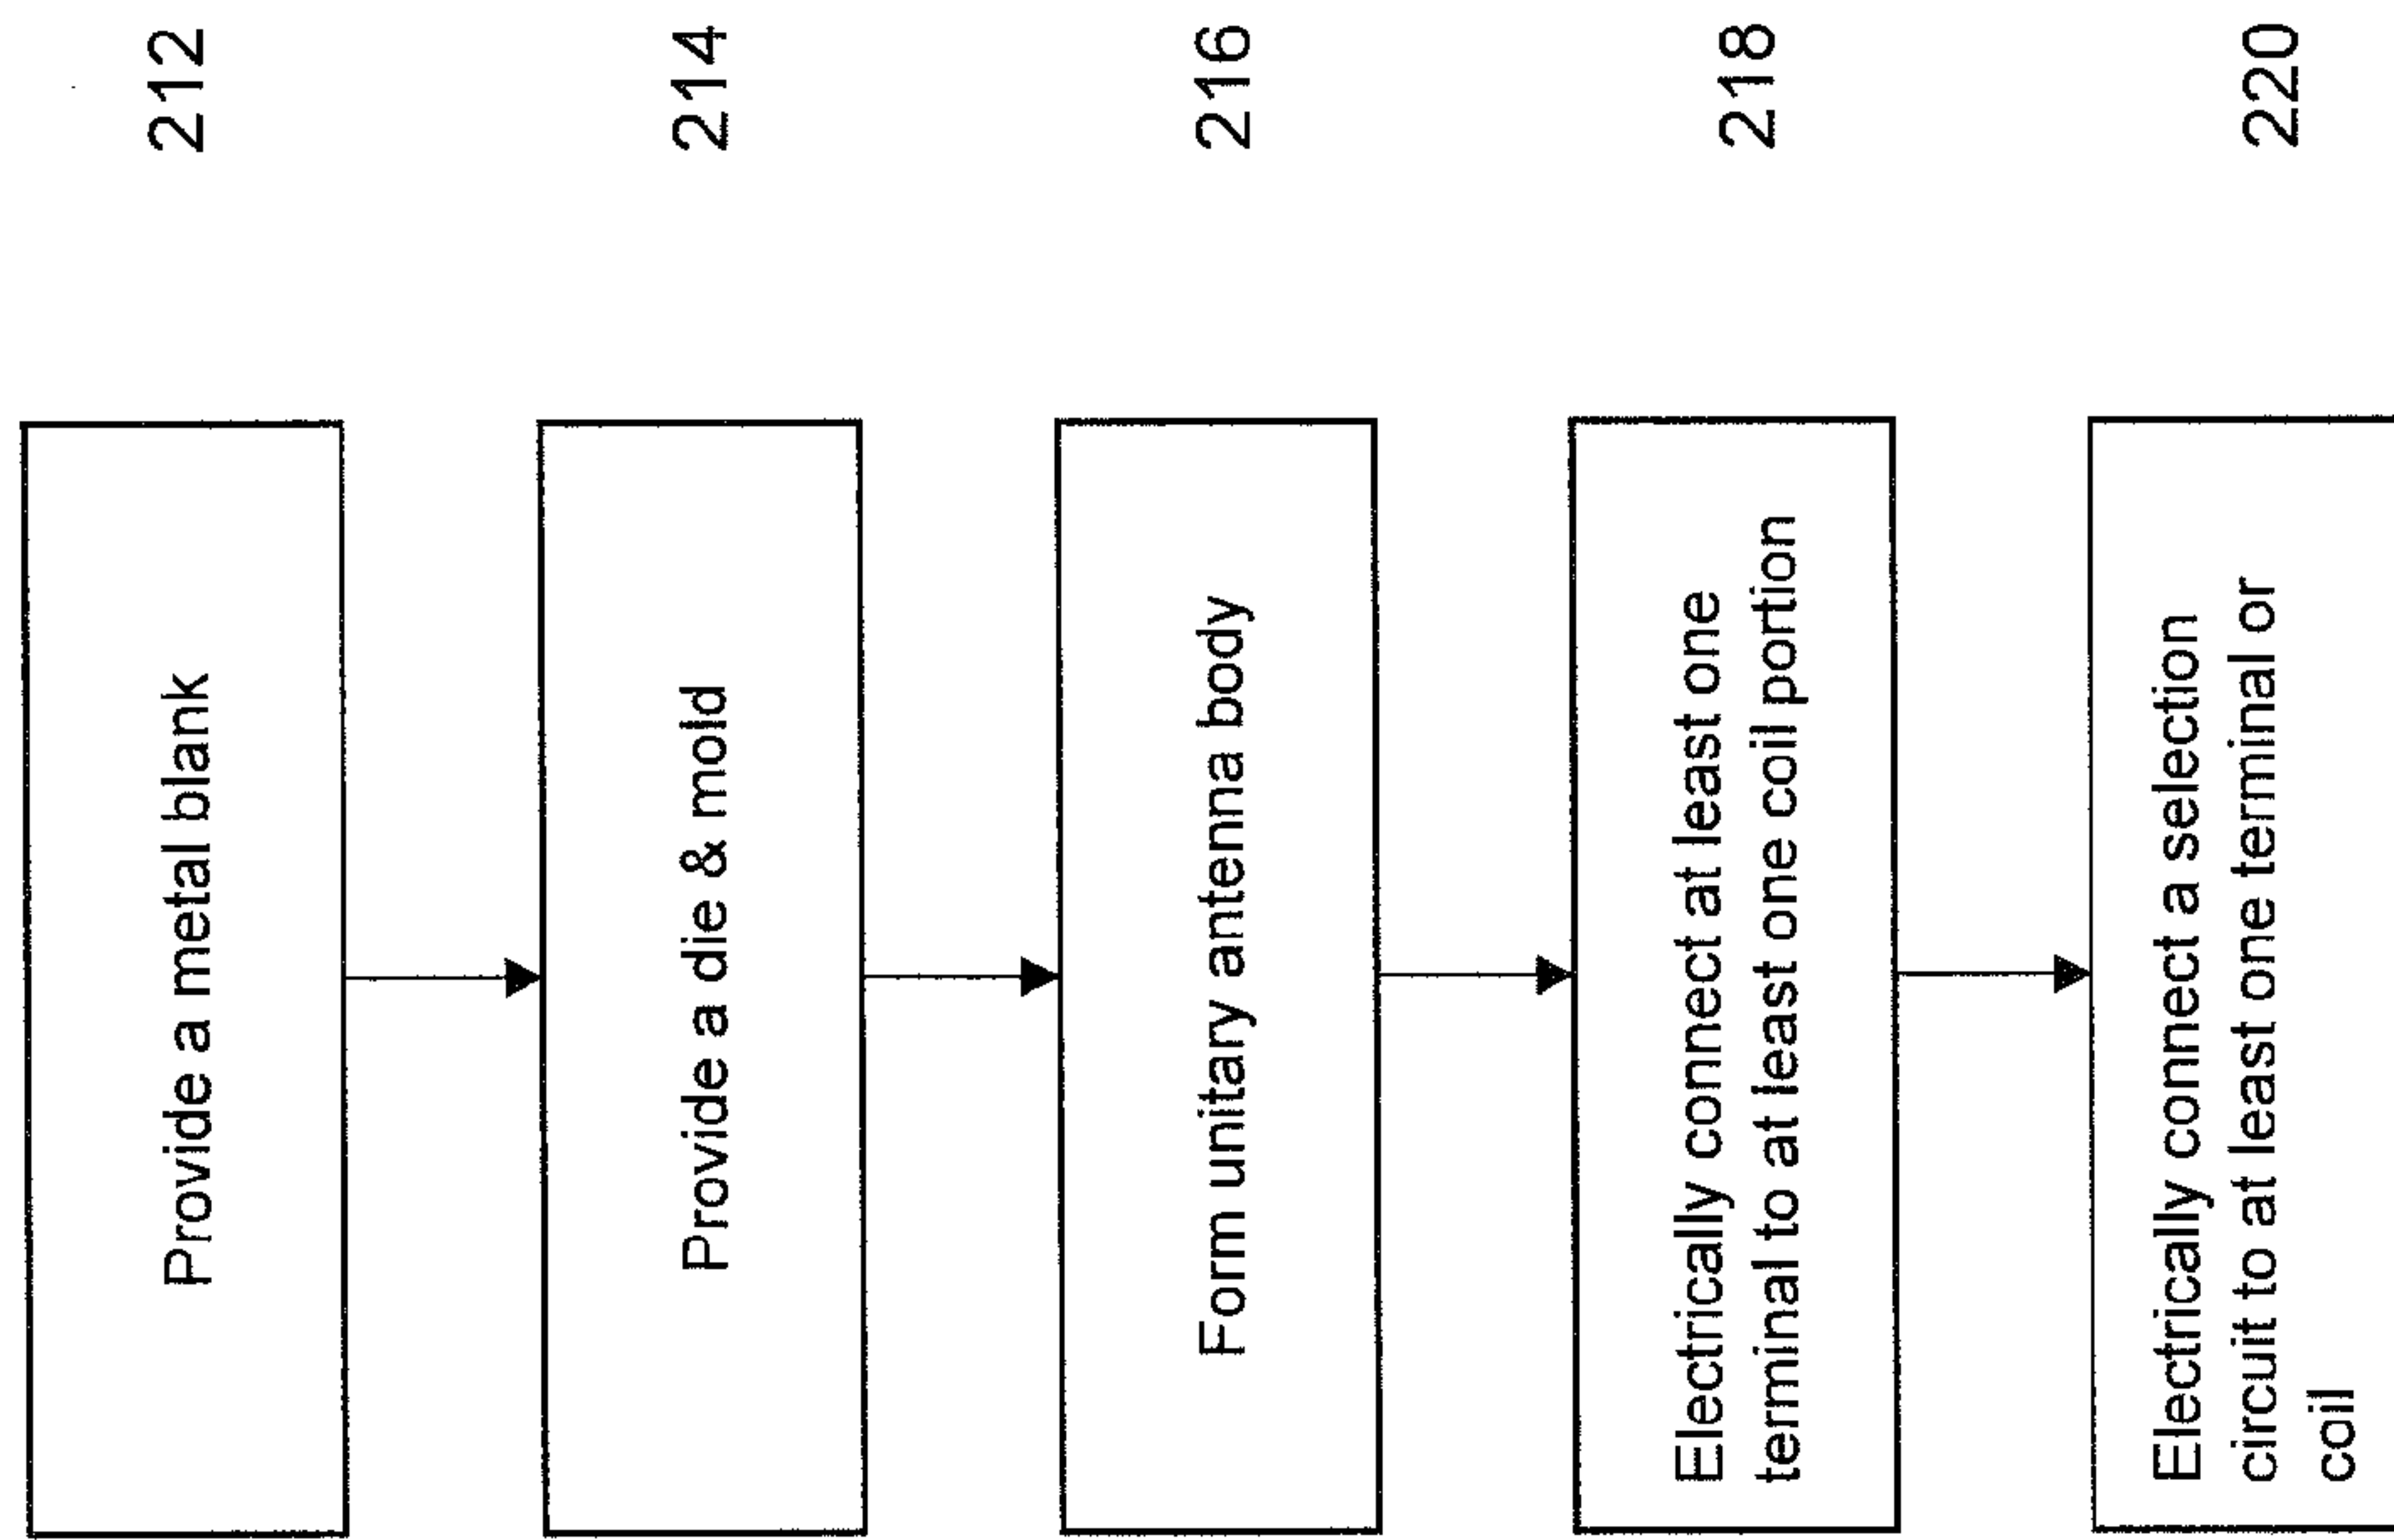 Provide a metal blank
212
Provide a die & mold
214
Form unitary antenna body
216
Electrically connect at least one
terminal to at least one coil portion
218
Electrically connect a selection
circuit to at least one terminal or
coil
220